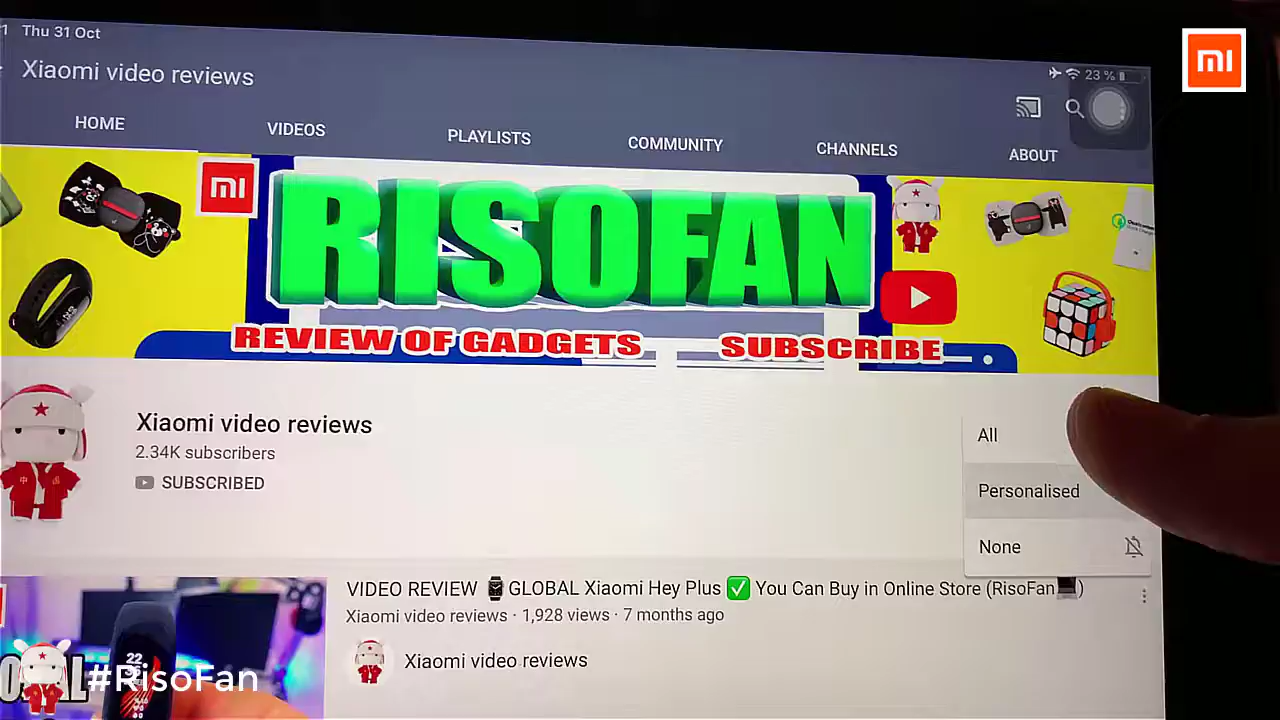 Thu 31 Oct
Xiaomi video reviews
23 %
HOME
VIDEOS
PLAYLISTS
COMMUNITY
CHANNELS
ABOUT
mi
mi
RISOFAN
REVIEW OF GADGETS
SUBSCRIBE
Xiaomi video reviews
2.34K subscribers
SUBSCRIBED
All
Personalised
None
VIDEO REVIEW ⌚GLOBAL Xiaomi Hey Plus ✅ You Can Buy in Online Store (RisoFan💻)
Xiaomi video reviews · 1,928 views · 7 months ago
Xiaomi video reviews
#RisoFan